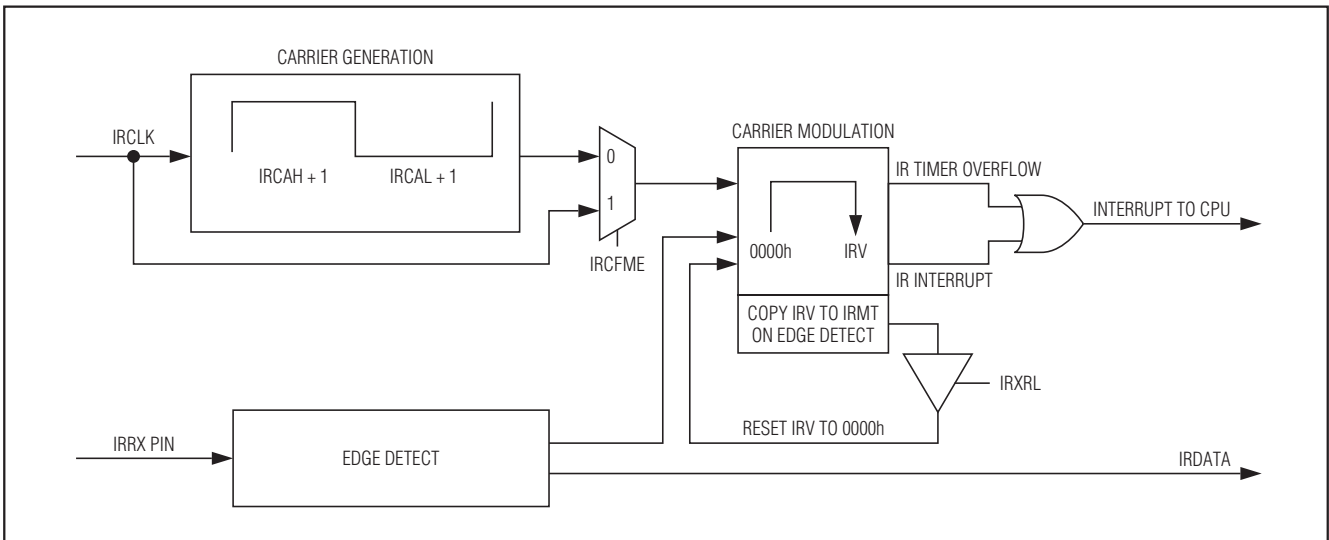 CARRIER GENERATION
IRCLK
IRCAH + 1
IRCAL + 1
0
1
IRCFME
CARRIER MODULATION
0000h
IRV
IR TIMER OVERFLOW
IR INTERRUPT
INTERRUPT TO CPU
COPY IRV TO IRMT
ON EDGE DETECT
IRXRL
RESET IRV TO 0000h
IRRX PIN
EDGE DETECT
IRDATA